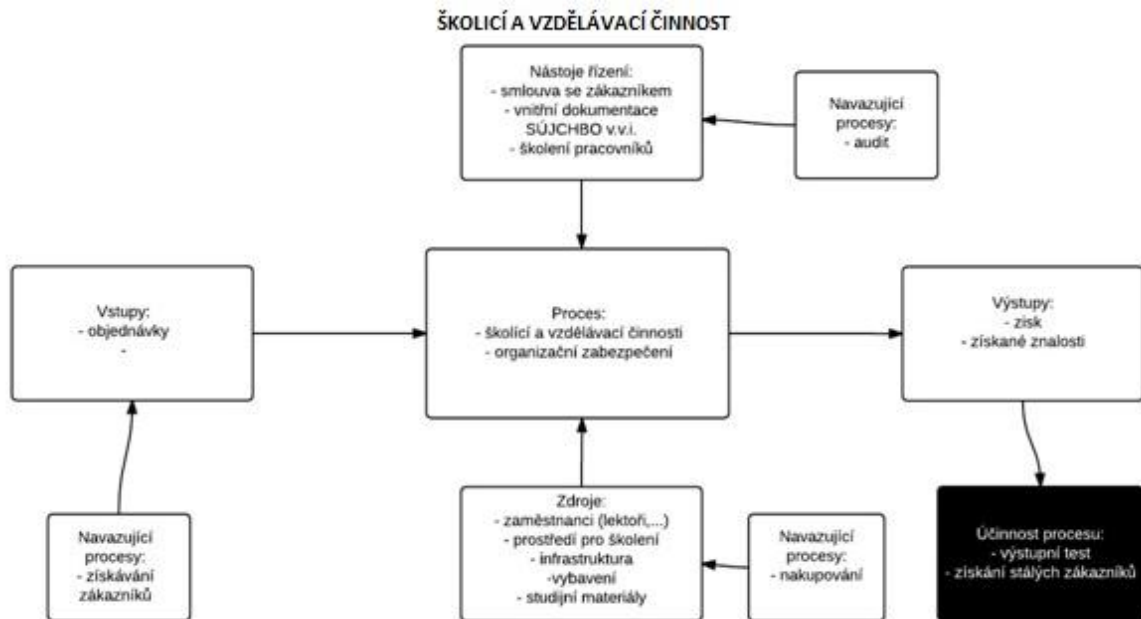 ŠKOLICÍ A VZDĚLÁVACÍ ČINNOST
Nástoje řízení:
- smlouva se zákazníkem
- vnitřní dokumentace
SÚJCHBO v.v.i.
- školení pracovníků
Navazující
procesy:
- audit
Vstupy:
- objednávky
-
Proces:
- školící a vzdělávací činnosti
- organizační zabezpečení
Výstupy:
- zisk
- získané znalosti
Navazující
procesy:
- získávání
zákazníků
Zdroje:
- zaměstnanci (lektoři,...)
- prostředí pro školení
- infrastruktura
-vybavení
- studijní materiály
Navazující
procesy:
- nakupování
Účinnost procesu:
- výstupní test
- získání stálých zákazníků